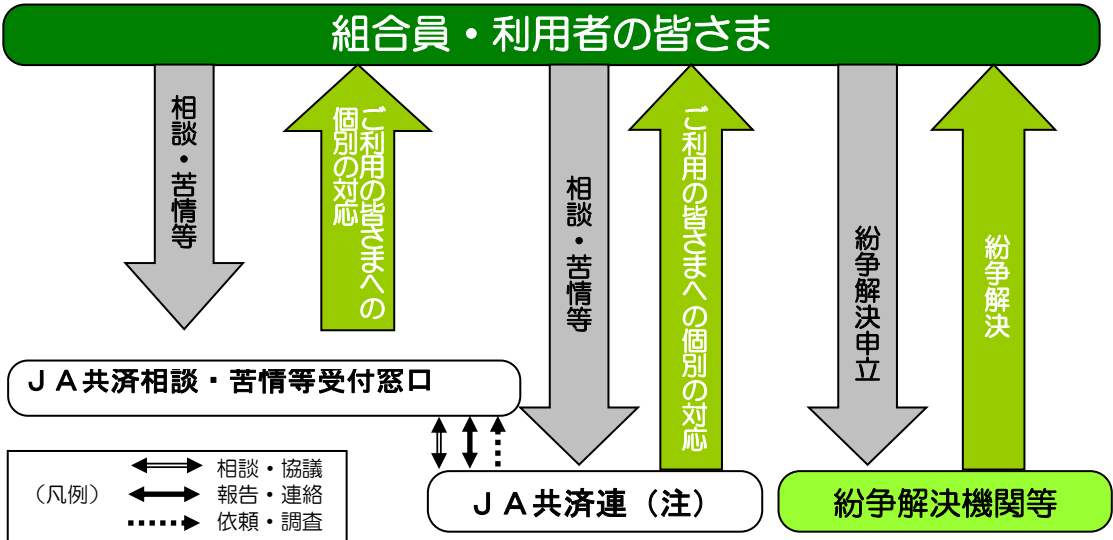 組合員・利用者の皆さま
相談・苦情等
ご利用の皆さまへの
個別の対応
相談・苦情等
ご利用の皆さまへの個別の対応
紛争解決申立
紛争解決
ＪＡ共済相談・苦情等受付窓口
（凡例）
相談・協議
報告・連絡
依頼・調査
ＪＡ共済連（注）
紛争解決機関等